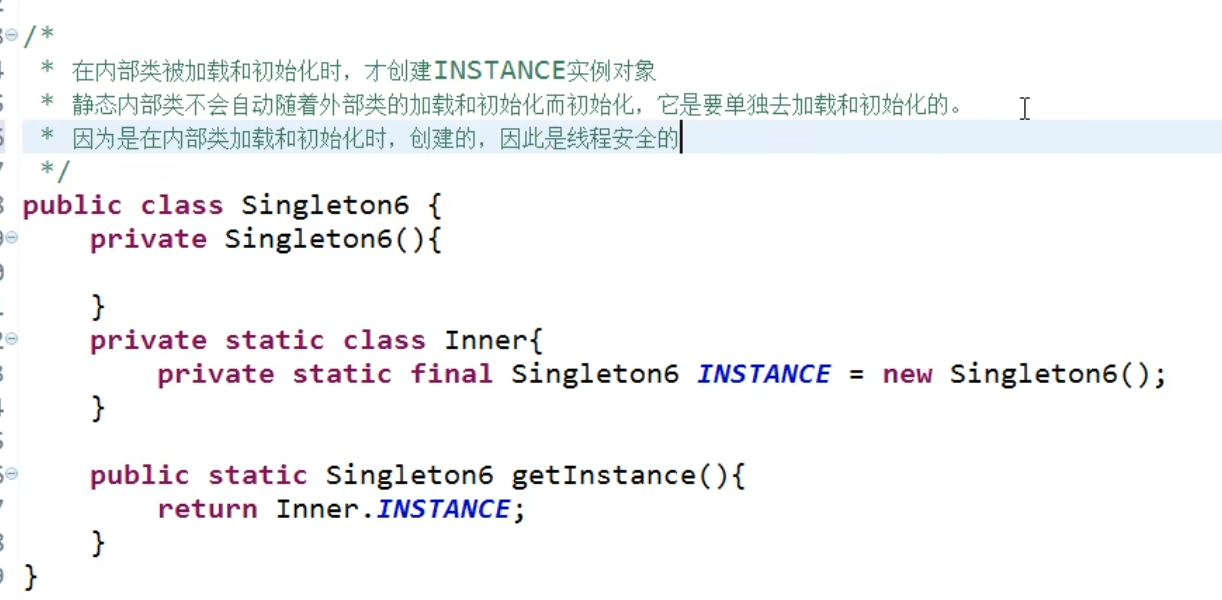 /*
* 在内部类被加载和初始化时，才创建INSTANCE实例对象
* 静态内部类不会自动随着外部类的加载和初始化而初始化，它是要单独去加载和初始化的。
* 因为是在内部类加载和初始化时，创建的，因此是线程安全的
*/
public class Singleton6 {
private Singleton6(){
}
private static class Inner{
private static final Singleton6 INSTANCE = new Singleton6();
}
public static Singleton6 getInstance(){
return Inner.INSTANCE;
}
}